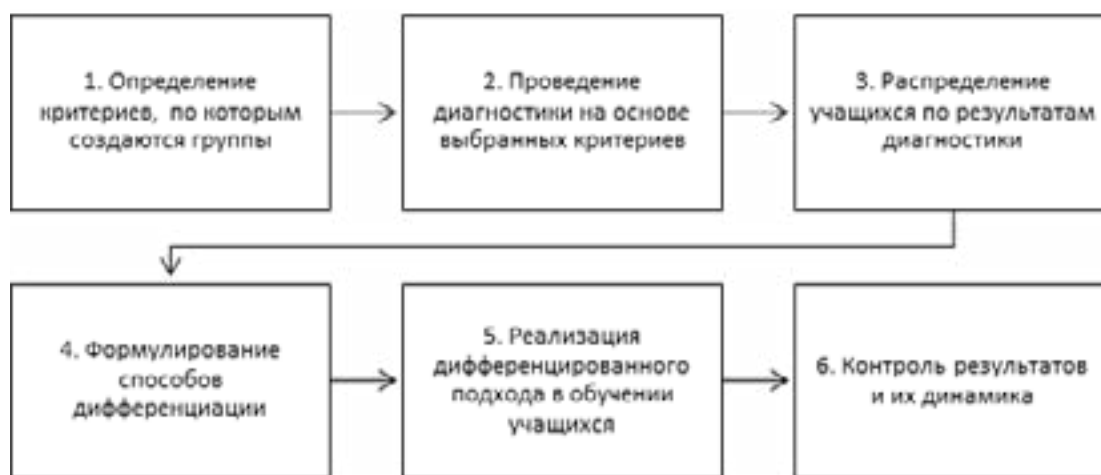 1. Определение
критериев, по которым
создаются группы
2. Проведение
диагностики на основе
выбранных критериев
3. Распределение
учащихся по результатам
диагностики
4. Формулирование
способов
дифференциации
5. Реализация
дифференцированного
подхода в обучении
учащихся
6. Контроль результатов
и их динамика